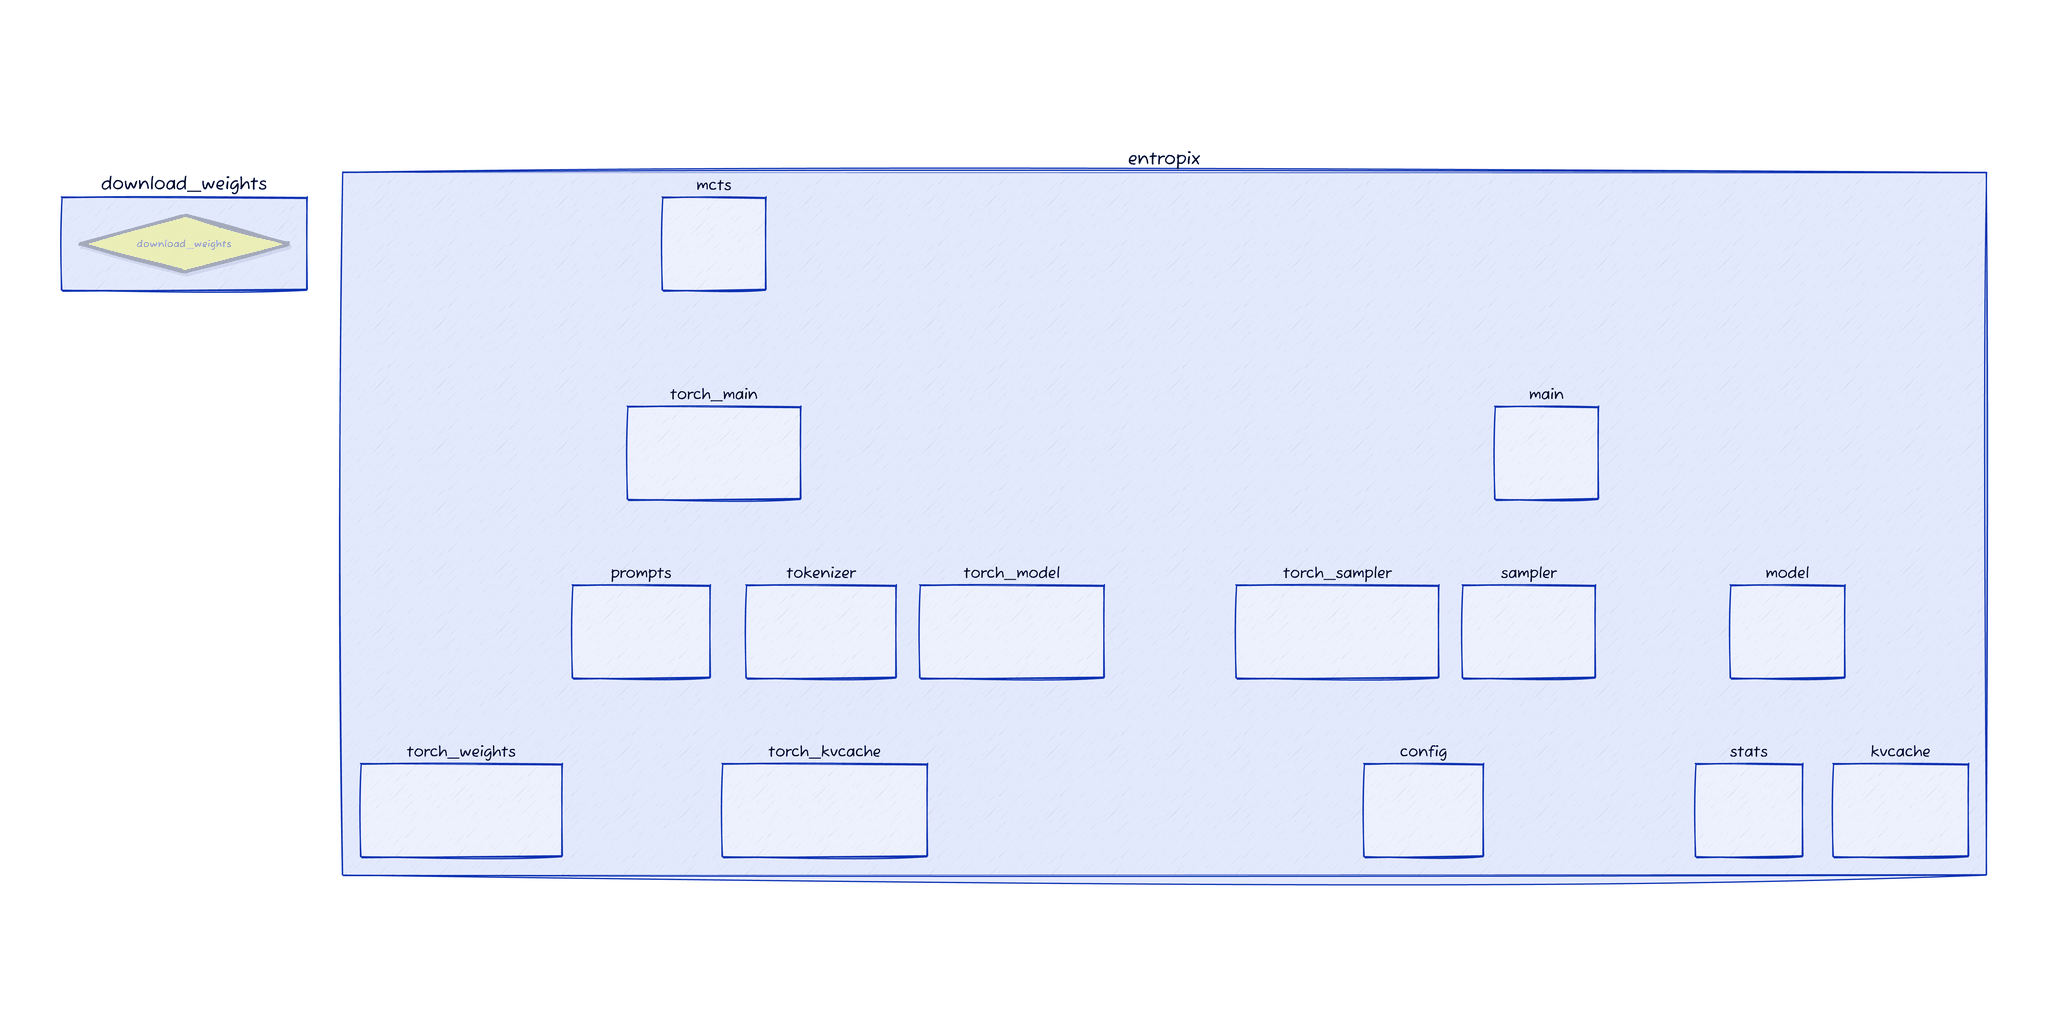 entropix
download_weights
download_weights
mcts
torch_main
main
prompts
tokenizer
torch_model
torch_sampler
sampler
model
torch_weights
torch_kvcache
config
stats
kvcache